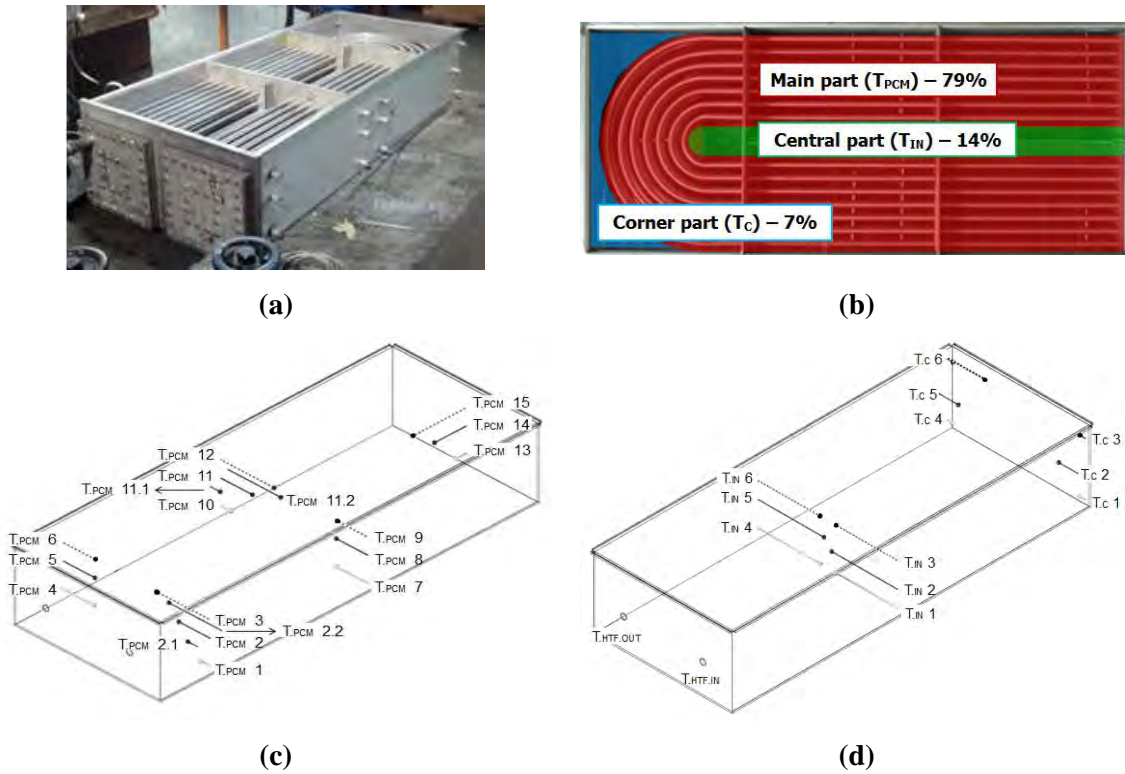 Main part (TPCM) – 79%
Central part (TIN) – 14%
Corner part (TC) – 7%
(a)
(b)
T.PCM 15
T.PCM 14
T.PCM 13
T.PCM 12
T.PCM 11
T.PCM 11.1
T.PCM 10
T.PCM 11.2
T.PCM 9
T.PCM 8
T.PCM 7
T.PCM 6
T.PCM 5
T.PCM 4
T.PCM 3
T.PCM 2
T.PCM 2.2
T.PCM 2.1
T.PCM 1
T.C 6
T.C 5
T.C 4
T.C 3
T.C 2
T.C 1
T.IN 6
T.IN 5
T.IN 4
T.IN 3
T.IN 2
T.IN 1
T.HTF.OUT
T.HTF.IN
(c)
(d)